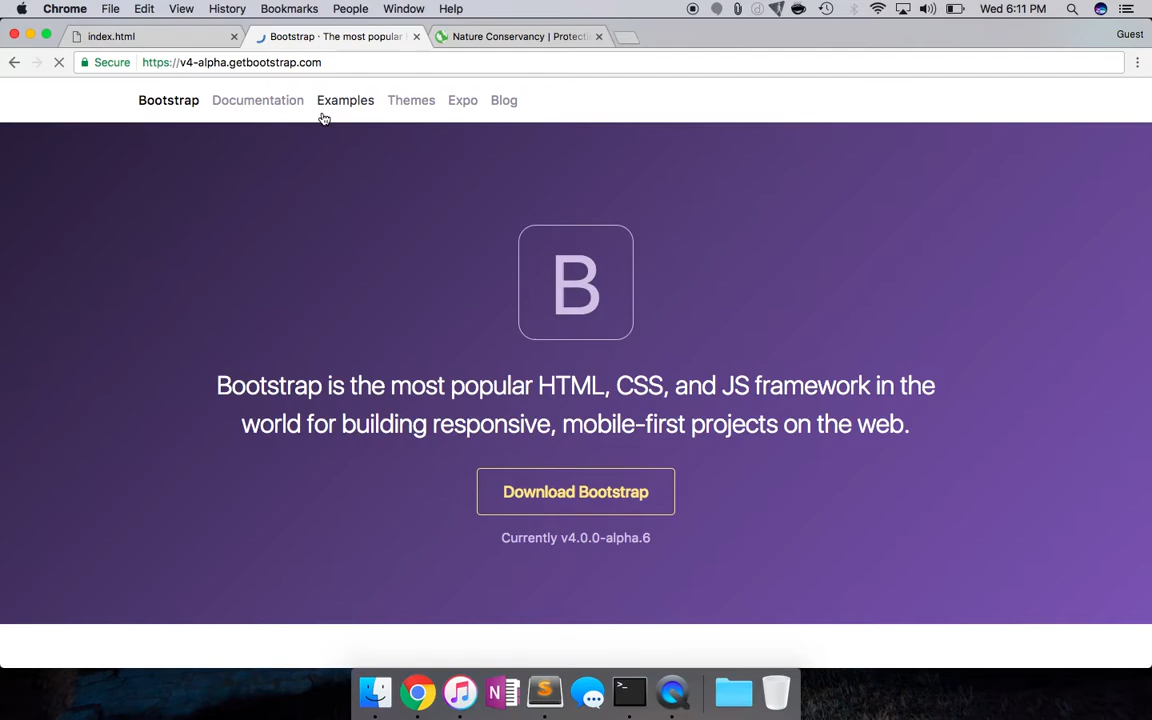 Chrome File Edit View History Bookmarks People Window Help Wed 6:11 PM
index.html Bootstrap · The most popular Nature Conservancy | Protecti Guest
Secure https://v4-alpha.getbootstrap.com
Bootstrap Documentation Examples Themes Expo Blog
B
Bootstrap is the most popular HTML, CSS, and JS framework in the
world for building responsive, mobile-first projects on the web.
Download Bootstrap
Currently v4.0.0-alpha.6
N S >_